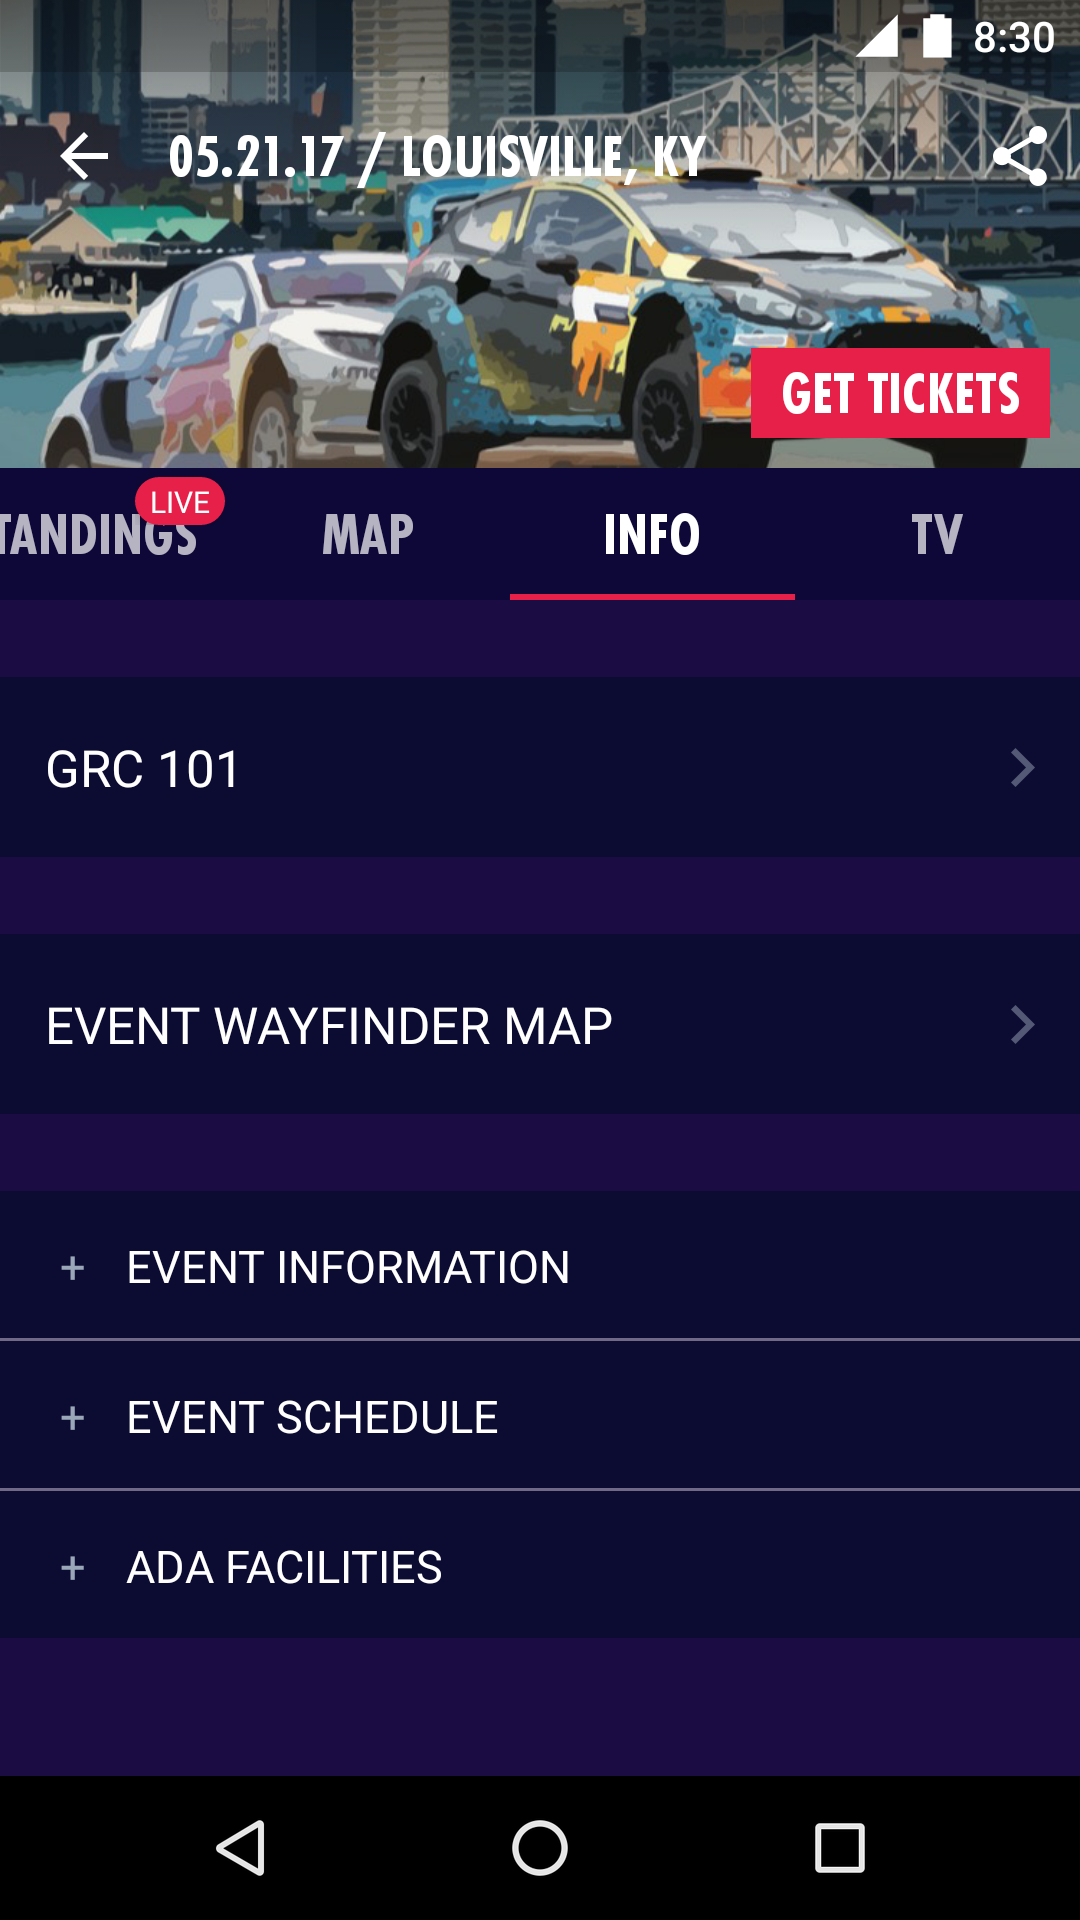 8:30
05.21.17 / LOUISVILLE, KY
GET TICKETS
LIVE
TANDINGS MAP INFO TV
GRC 101
EVENT WAYFINDER MAP
+ EVENT INFORMATION
+ EVENT SCHEDULE
+ ADA FACILITIES